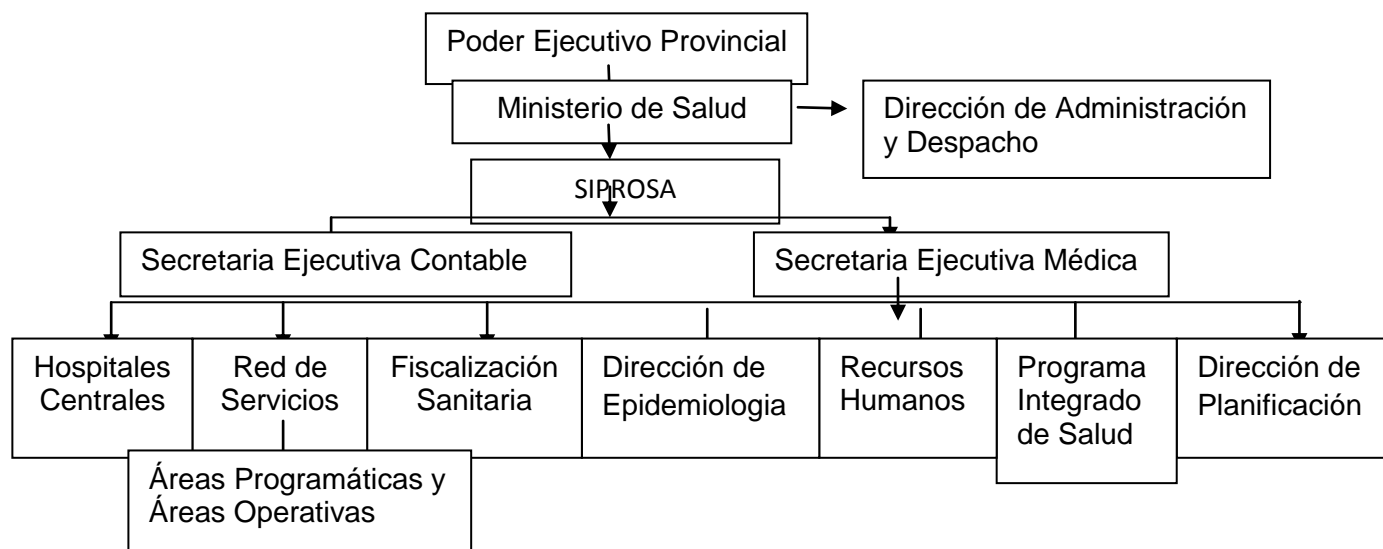 Poder Ejecutivo Provincial
Ministerio de Salud
Dirección de Administración
y Despacho
SIPROSA
Secretaria Ejecutiva Contable
Secretaria Ejecutiva Médica
Hospitales
Centrales
Red de
Servicios
Fiscalización
Sanitaria
Dirección de
Epidemiologia
Recursos
Humanos
Programa
Integrado
de Salud
Dirección de
Planificación
Áreas Programáticas y
Áreas Operativas